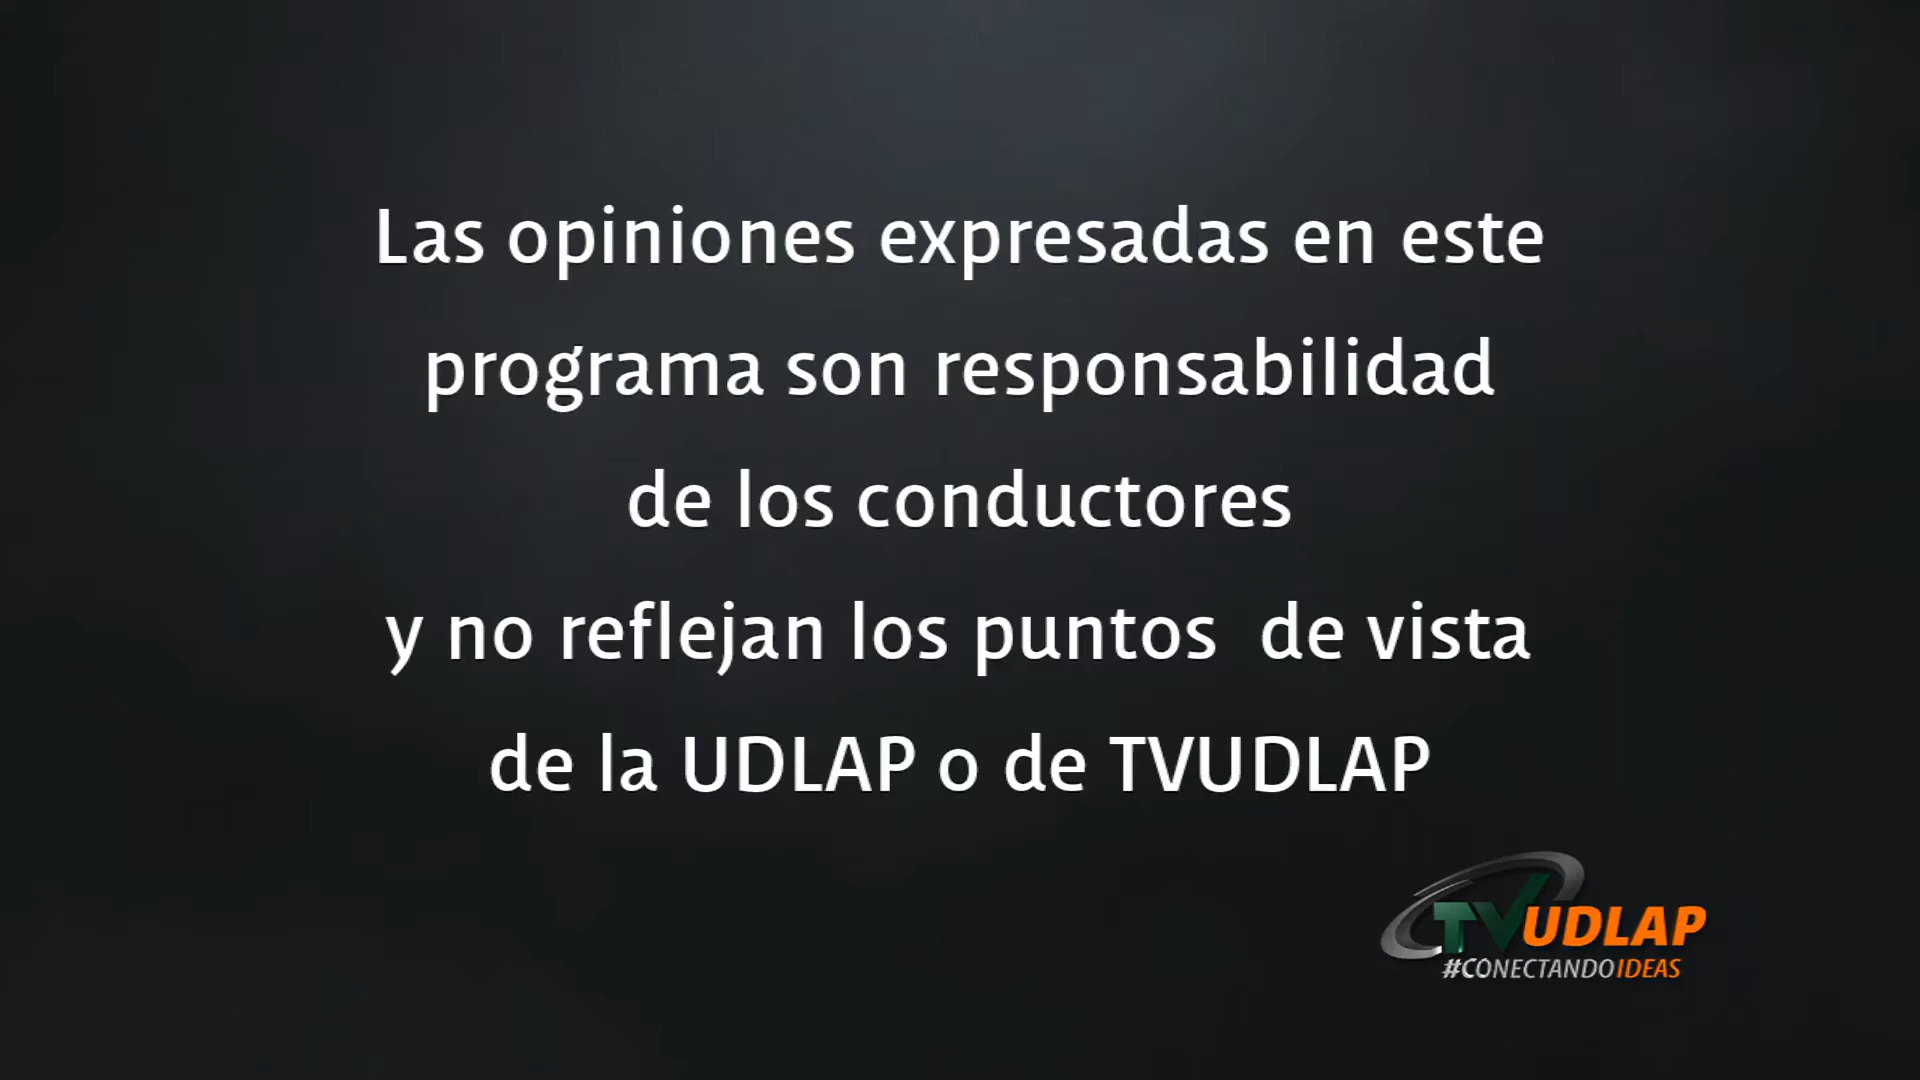 Las opiniones expresadas en este
programa son responsabilidad
de los conductores
y no reflejan los puntos  de vista
de la UDLAP o de TVUDLAP
TVUDLAP
#CONECTANDOIDEAS